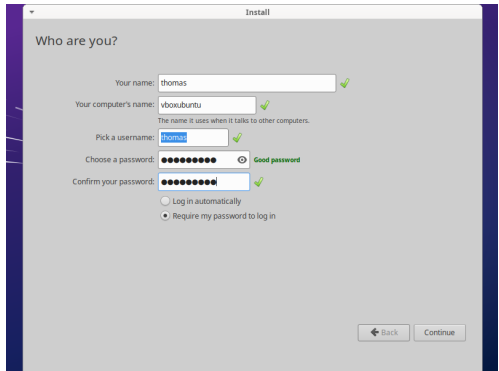 Install
Who are you?
Your name: thomas
Your computer's name: vboxubuntu
The name it uses when it talks to other computers.
Pick a username: thomas
Choose a password: ●●●●●●●●● Good password
Confirm your password: ●●●●●●●●●
Log in automatically
Require my password to log in
Back Continue